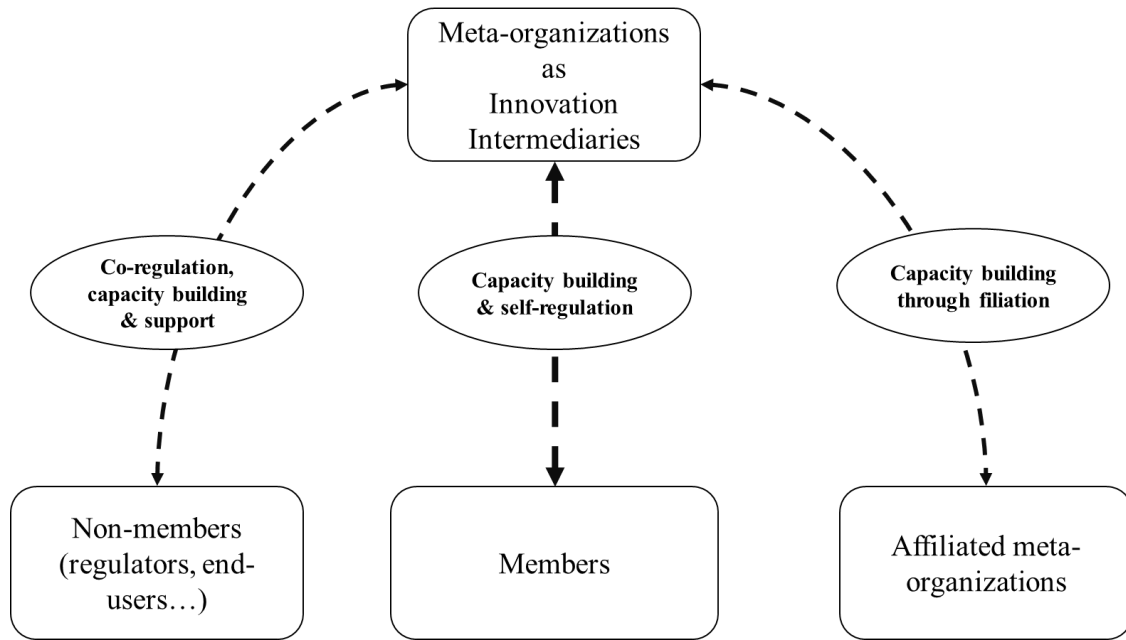 Meta-organizations
as
Innovation
Intermediaries
Co-regulation,
capacity building
& support
Capacity building
& self-regulation
Capacity building
through filiation
Non-members
(regulators, end-
users…)
Members
Affiliated meta-
organizations